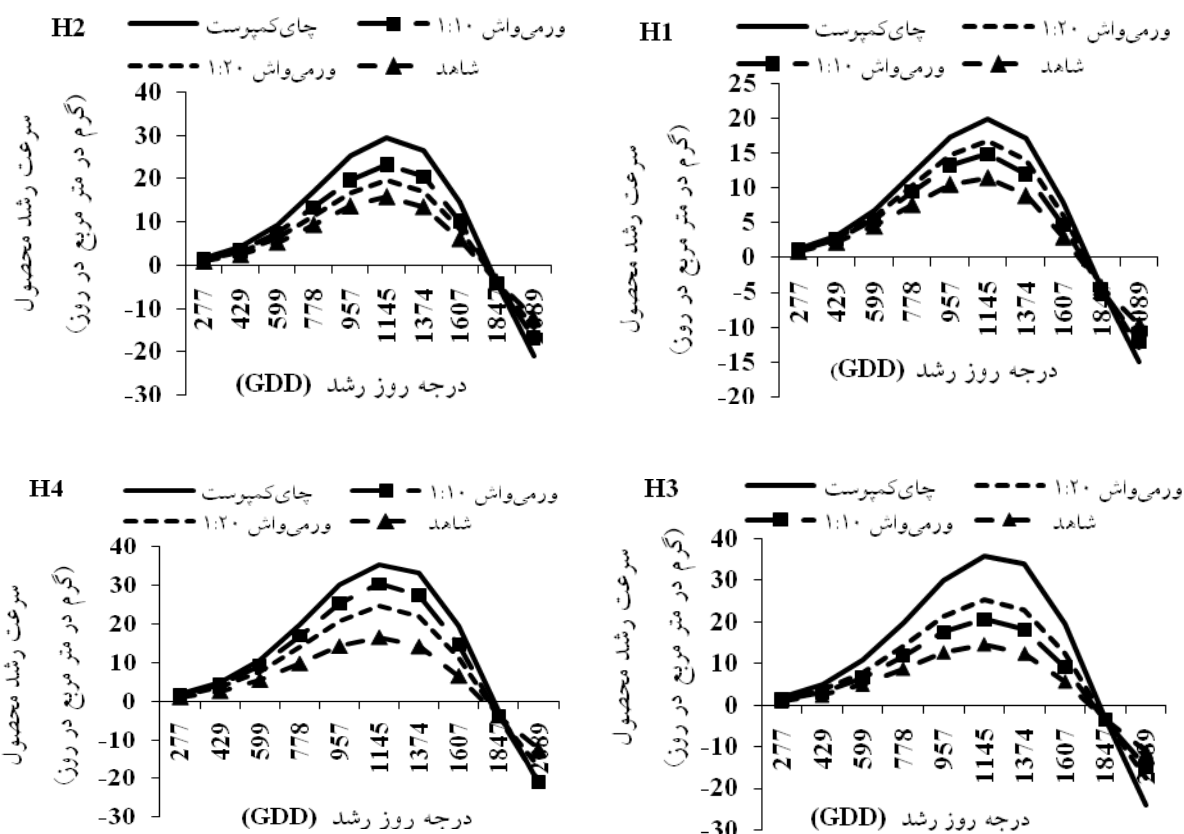 H2
چای‌کمپوست
ورمی‌واش ۱:۱۰
ورمی‌واش ۱:۲۰
شاهد
سرعت رشد محصول
(گرم در متر مربع در روز)
40
30
20
10
0
-10
-20
-30
277
429
599
778
957
1145
1374
1607
1847
2089
درجه روز رشد (GDD)
H1
چای‌کمپوست
ورمی‌واش ۱:۲۰
ورمی‌واش ۱:۱۰
شاهد
سرعت رشد محصول
(گرم در متر مربع در روز)
25
20
15
10
5
0
-5
-10
-15
-20
277
429
599
778
957
1145
1374
1607
1847
2089
درجه روز رشد (GDD)
H4
چای‌کمپوست
ورمی‌واش ۱:۱۰
ورمی‌واش ۱:۲۰
شاهد
سرعت رشد محصول
(گرم در متر مربع در روز)
40
30
20
10
0
-10
-20
-30
277
429
599
778
957
1145
1374
1607
1847
2089
درجه روز رشد (GDD)
H3
چای‌کمپوست
ورمی‌واش ۱:۲۰
ورمی‌واش ۱:۱۰
شاهد
سرعت رشد محصول
(گرم در متر مربع در روز)
40
30
20
10
0
-10
-20
-30
277
429
599
778
957
1145
1374
1607
1847
2089
درجه روز رشد (GDD)